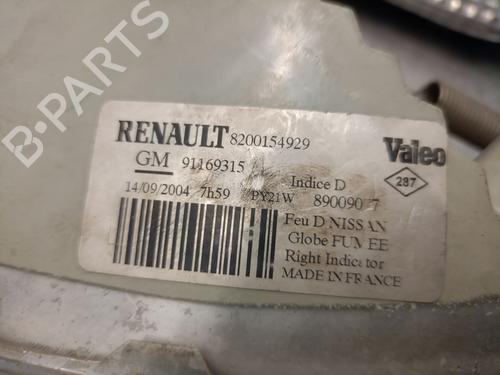 RENAULT 8200154929
Valeo
GM 91169315
287
Indice D
14/09/2004 7h59 PY21W
Feu D NISSAN
Globe FUMEE
Right Indicator
MADE IN FRANCE
B-PARTS